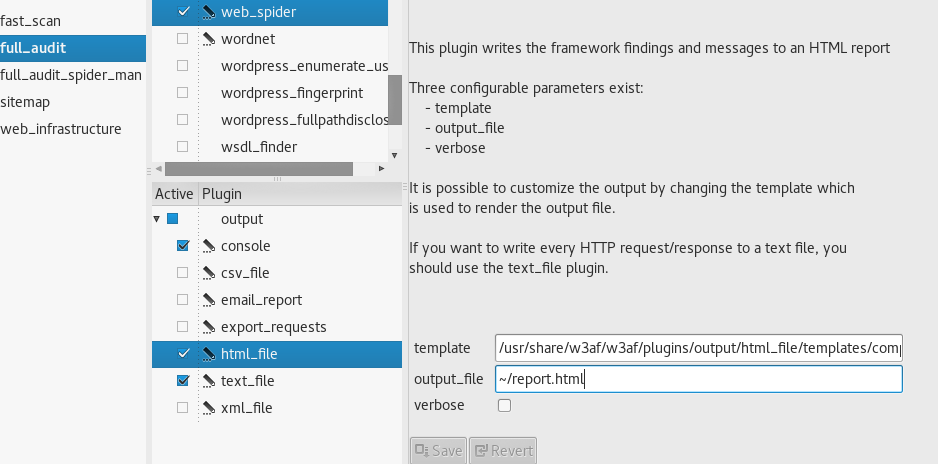 fast_scan
full_audit
full_audit_spider_man
sitemap
web_infrastructure
web_spider
wordnet
wordpress_enumerate_us
wordpress_fingerprint
wordpress_fullpathdisclos
wsdl_finder
Active Plugin
output
console
csv_file
email_report
export_requests
html_file
text_file
xml_file
This plugin writes the framework findings and messages to an HTML report
Three configurable parameters exist:
- template
- output_file
- verbose
It is possible to customize the output by changing the template which
is used to render the output file.
If you want to write every HTTP request/response to a text file, you
should use the text_file plugin.
template /usr/share/w3af/w3af/plugins/output/html_file/templates/comp
output_file ~/report.html
verbose
Save Revert